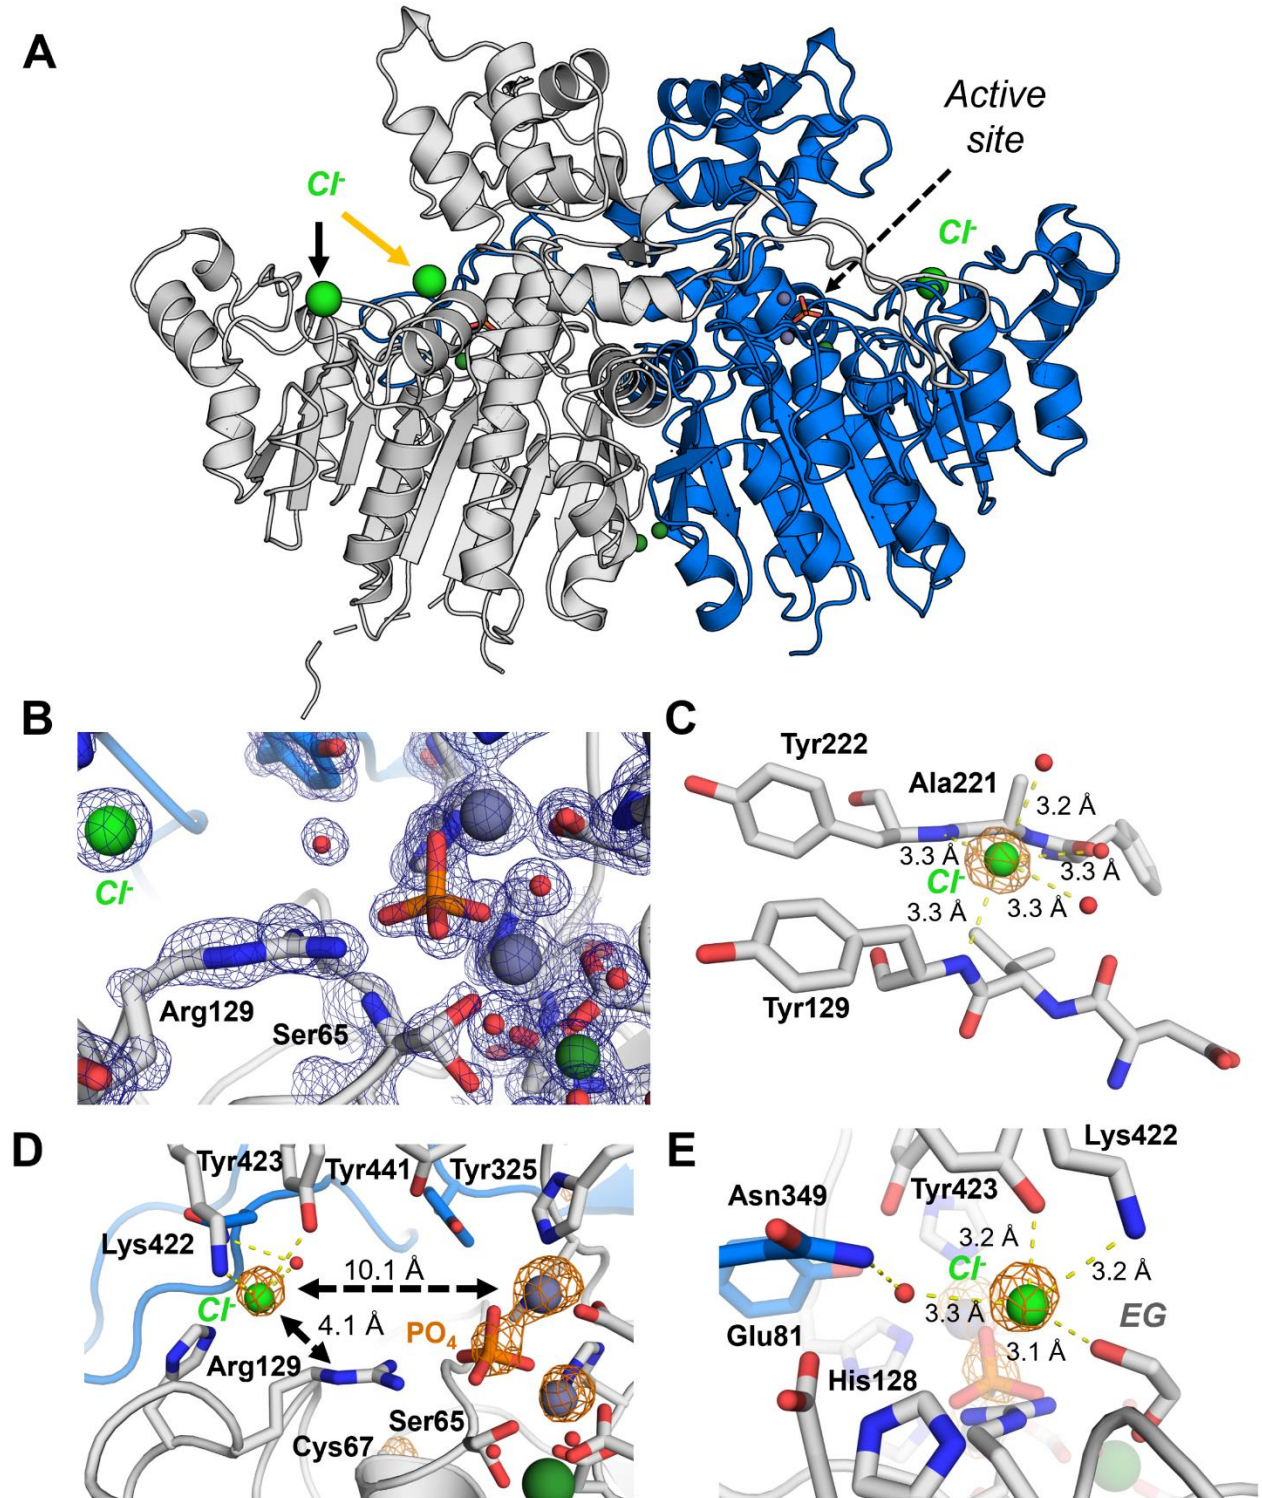 A
Active
site
Cl-
Cl-
B
Cl-
Arg129
Ser65
C
Tyr222
Ala221
3.2 Å
3.3 Å
3.3 Å
Cl-
3.3 Å
3.3 Å
Tyr129
D
Tyr423
Tyr441
Tyr325
Lys422
10.1 Å
Cl-
4.1 Å
PO4
Arg129
Ser65
Cys67
E
Lys422
Asn349
Tyr423
3.2 Å
Cl-
3.2 Å
3.3 Å
EG
Glu81
3.1 Å
His128